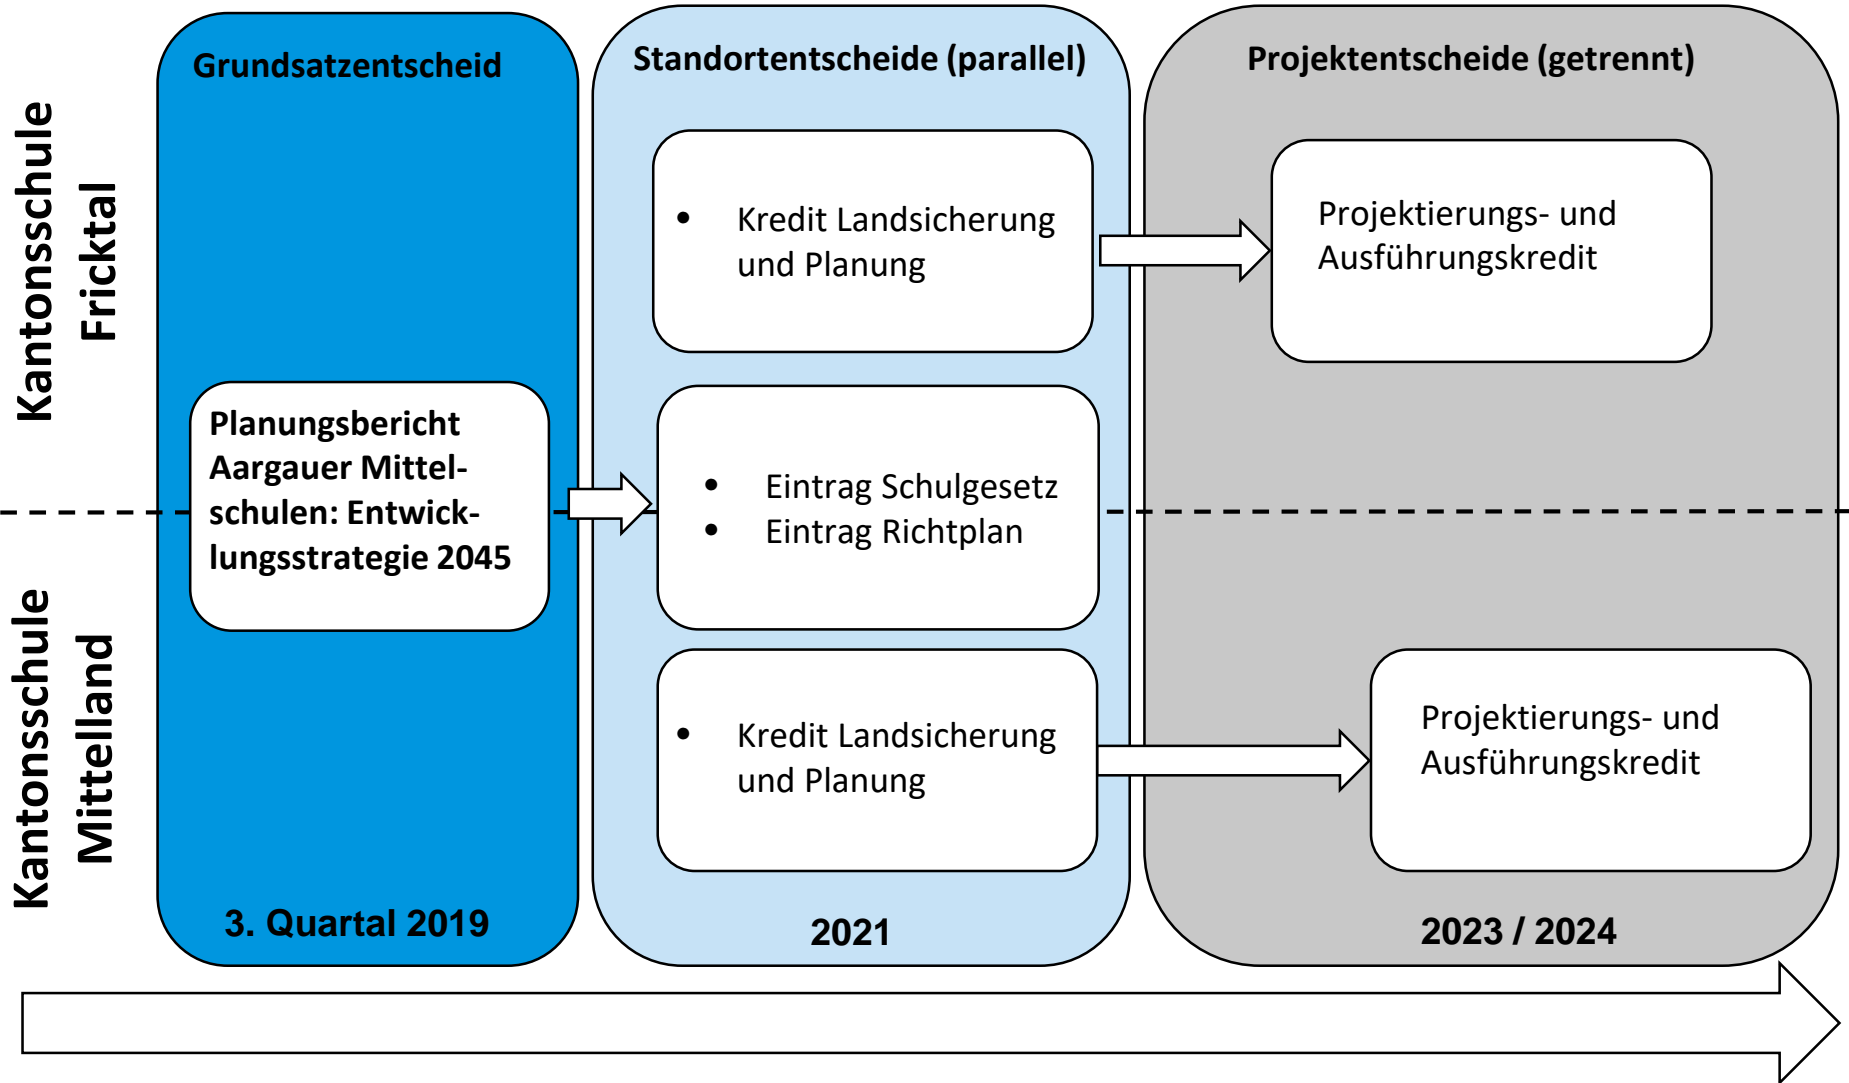 Kantonsschule
Fricktal
Kantonsschule
Mittelland
Grundsatzentscheid
Planungsbericht
Aargauer Mittel-
schulen: Entwick-
lungsstrategie 2045
3. Quartal 2019
Standortentscheide (parallel)
• Kredit Landsicherung
und Planung
• Eintrag Schulgesetz
• Eintrag Richtplan
• Kredit Landsicherung
und Planung
2021
Projektentscheide (getrennt)
Projektierungs- und
Ausführungskredit
Projektierungs- und
Ausführungskredit
2023 / 2024